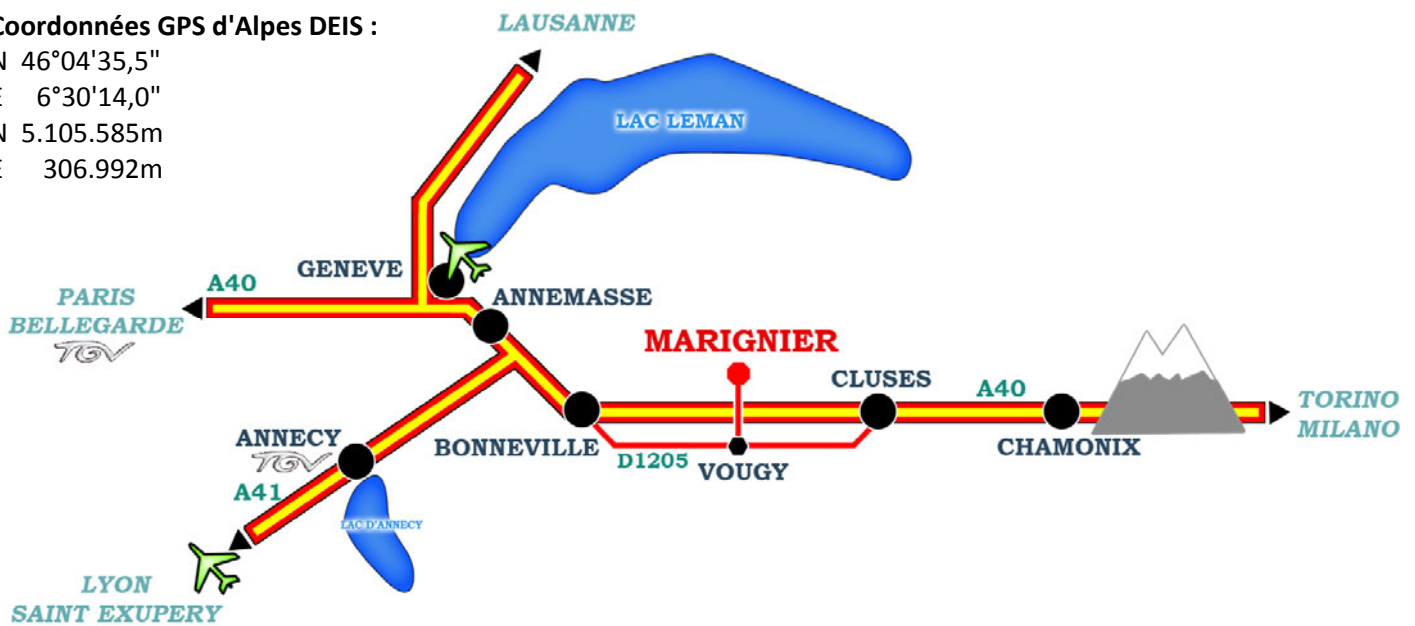 Coordonnées GPS d'Alpes DEIS :
N 46°04'35,5"
E 6°30'14,0"
N 5.105.585m
E 306.992m
LAUSANNE
LAC LEMAN
GENEVE
A40
ANNEMASSE
PARIS
BELLEGARDE
TGV
MARIGNIER
CLUSES
A40
TORINO
MILANO
ANNECY
TGV
BONNEVILLE
D1205
VOUGY
CHAMONIX
A41
LAC D'ANNECY
LYON
SAINT EXUPERY